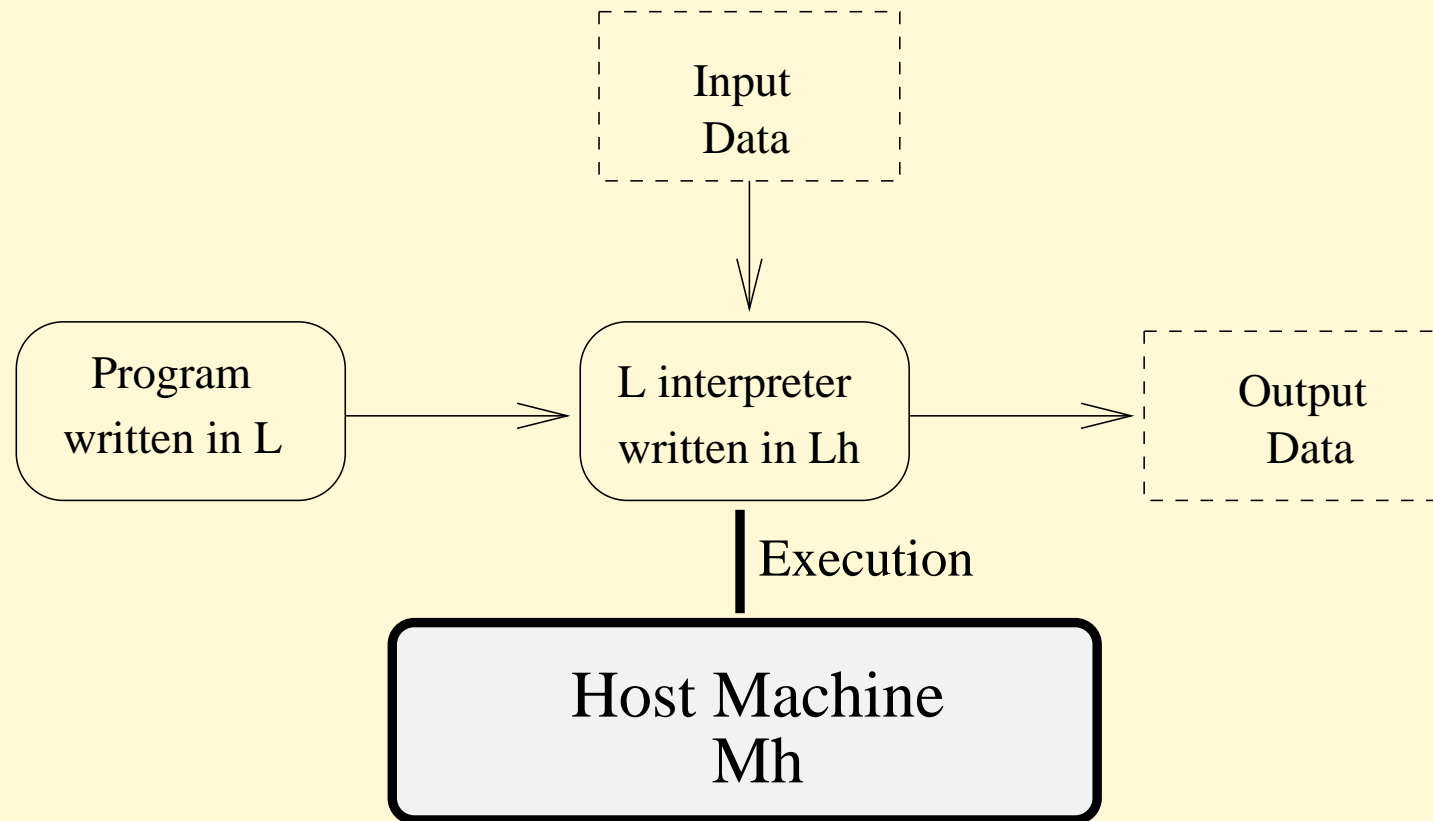 Input
Data
Program
written in L
L interpreter
written in Lh
Output
Data
Execution
Host Machine
Mh